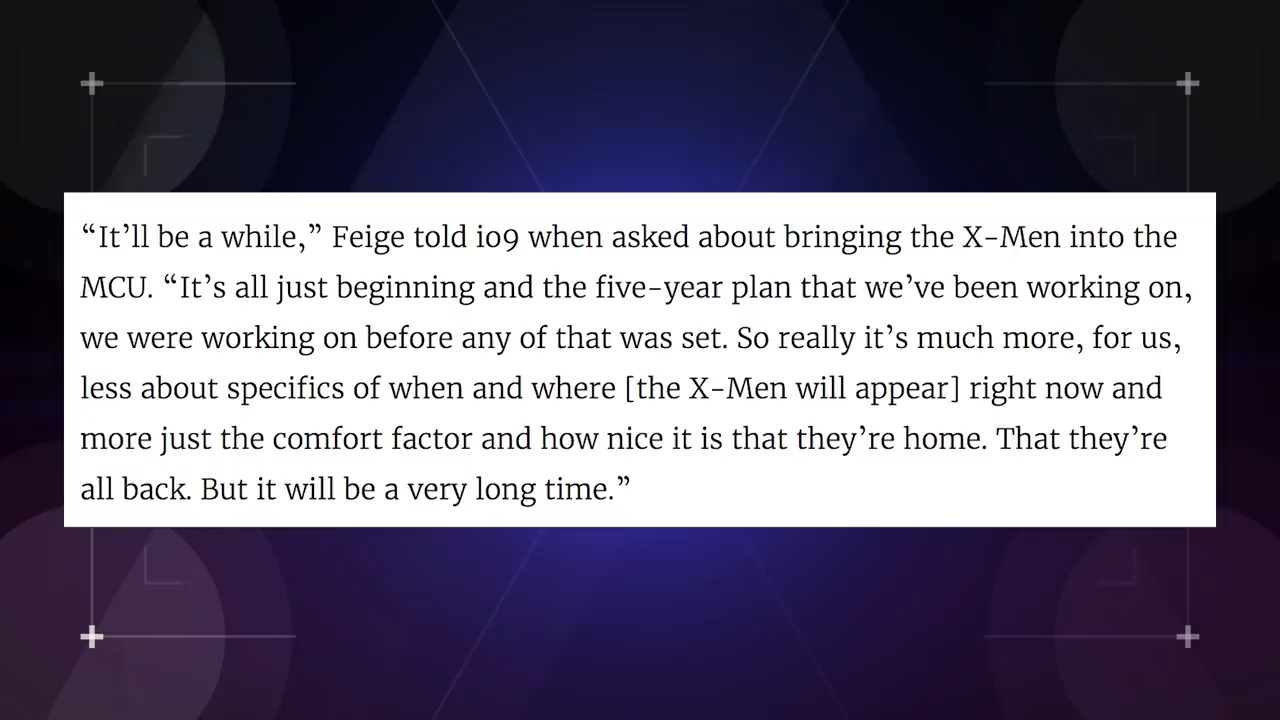 “It’ll be a while,” Feige told io9 when asked about bringing the X-Men into the
MCU. “It’s all just beginning and the five-year plan that we’ve been working on,
we were working on before any of that was set. So really it’s much more, for us,
less about specifics of when and where [the X-Men will appear] right now and
more just the comfort factor and how nice it is that they’re home. That they’re
all back. But it will be a very long time.”